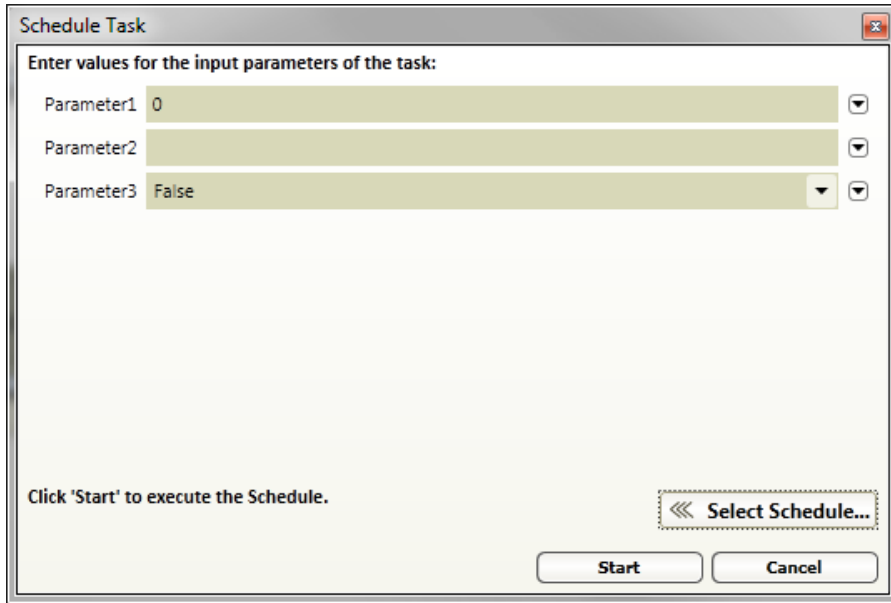 Schedule Task
Enter values for the input parameters of the task:
Parameter1 0
Parameter2
Parameter3 False
Click 'Start' to execute the Schedule.
Select Schedule...
Start Cancel